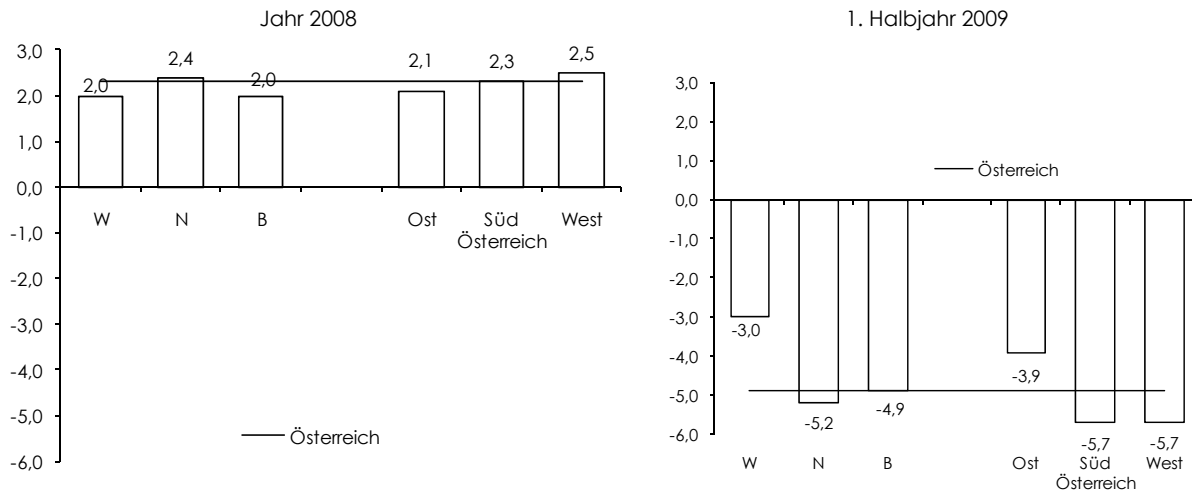 Jahr 2008
3,0
2,0
1,0
0,0
-1,0
-2,0
-3,0
-4,0
-5,0
-6,0
2,0
2,4
2,0
2,1
2,3
2,5
W
N
B
Ost
Süd
West
Österreich
Österreich
1. Halbjahr 2009
3,0
2,0
1,0
0,0
-1,0
-2,0
-3,0
-4,0
-5,0
-6,0
Österreich
-3,0
-5,2
-4,9
-3,9
-5,7
-5,7
W
N
B
Ost
Süd
West
Österreich